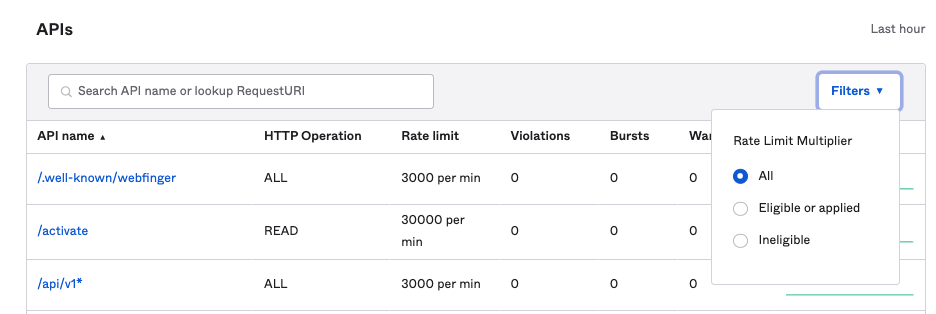 APIs
Last hour
Search API name or lookup RequestURI
Filters ▼
API name ▲ HTTP Operation Rate limit Violations Bursts
/.well-known/webfinger ALL 3000 per min 0 0 0
/activate READ 30000 per min 0 0 0
/api/v1* ALL 3000 per min 0 0 0
Rate Limit Multiplier
All
Eligible or applied
Ineligible